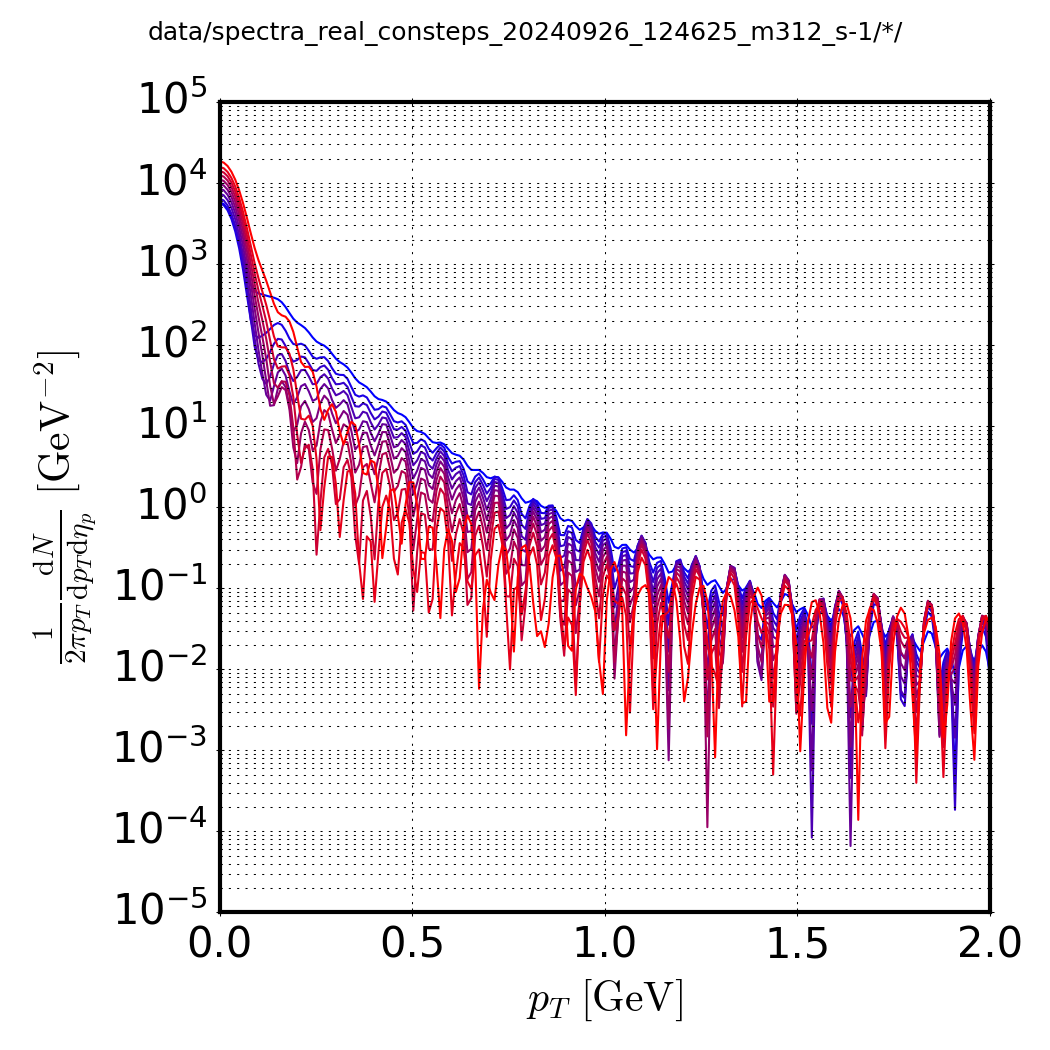 data/spectra_real_consteps_20240926_124625_m312_s-1/*/
10^5
10^4
10^3
10^2
10^1
10^0
10^−1
10^−2
10^−3
10^−4
10^−5
1/(2πp_T) dN/(dp_T dη_p) [GeV^−2]
0.0 0.5 1.0 1.5 2.0
p_T [GeV]